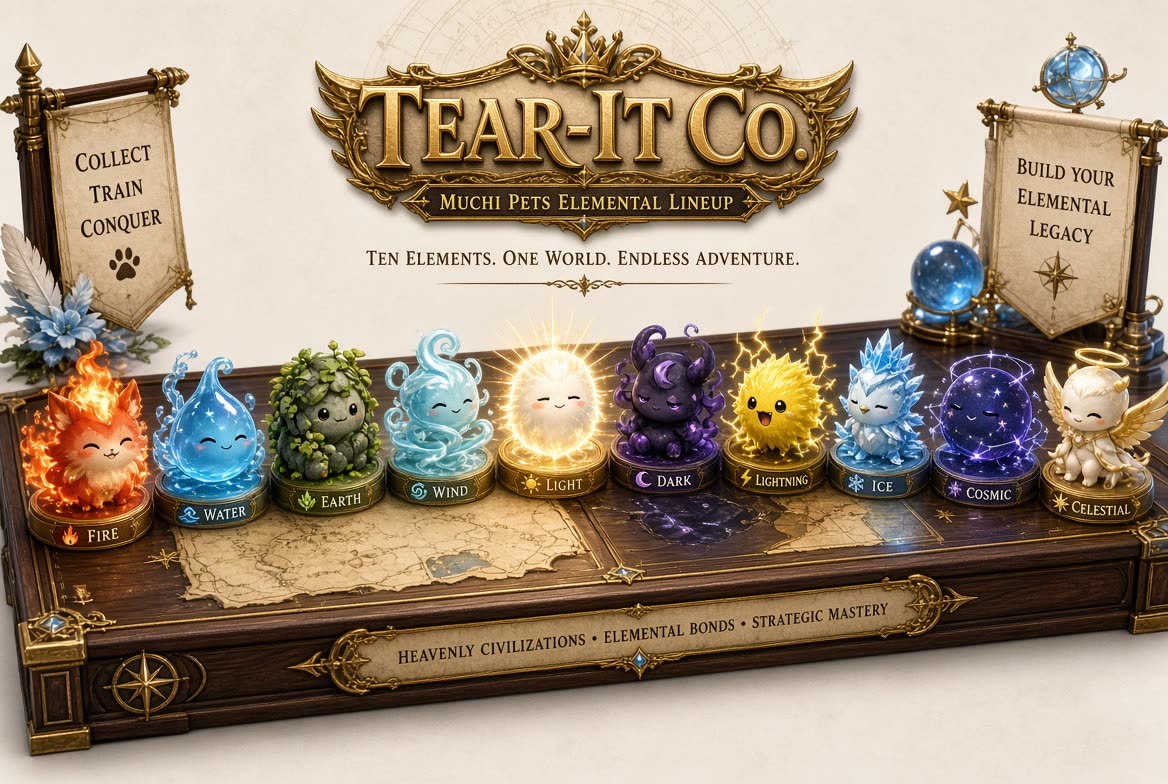 TEAR-IT CO.
MUCHI PETS ELEMENTAL LINEUP
TEN ELEMENTS. ONE WORLD. ENDLESS ADVENTURE.
COLLECT
TRAIN
CONQUER
BUILD YOUR
ELEMENTAL
LEGACY
FIRE
WATER
EARTH
WIND
LIGHT
DARK
LIGHTNING
ICE
COSMIC
CELESTIAL
HEAVENLY CIVILIZATIONS • ELEMENTAL BONDS • STRATEGIC MASTERY